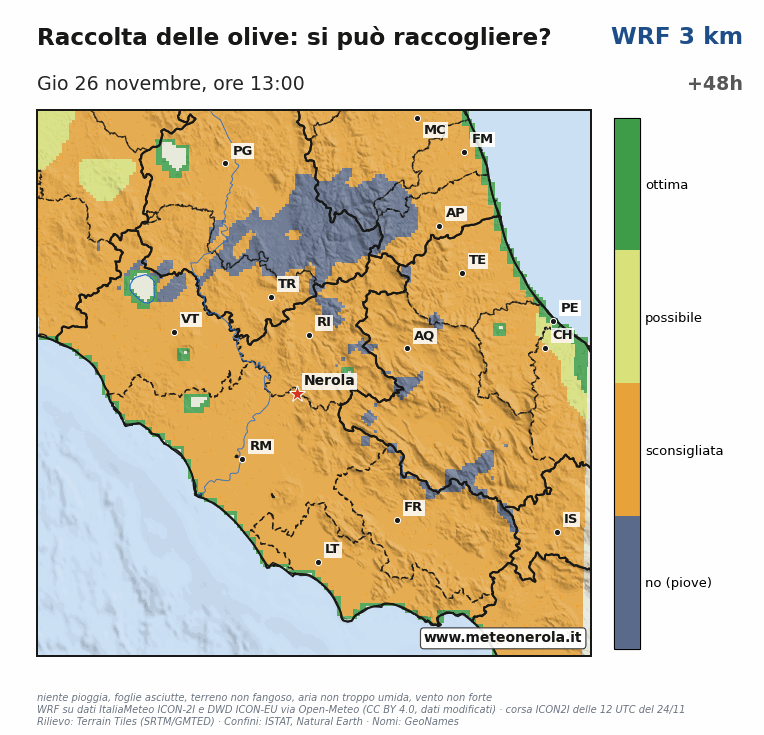 Raccolta delle olive: si può raccogliere?
WRF 3 km
Gio 26 novembre, ore 13:00
+48h
MC
FM
PG
ottima
AP
TE
TR
PE
possibile
VT
RI
AQ
CH
Nerola
RM
sconsigliata
FR
IS
LT
no (piove)
www.meteonerola.it
niente pioggia, foglie asciutte, terreno non fangoso, aria non troppo umida, vento non forte
WRF su dati ItaliaMeteo ICON-2I e DWD ICON-EU via Open-Meteo (CC BY 4.0, dati modificati) · corsa ICON2I delle 12 UTC del 24/11
Rilievo: Terrain Tiles (SRTM/GMTED) · Confini: ISTAT, Natural Earth · Nomi: GeoNames